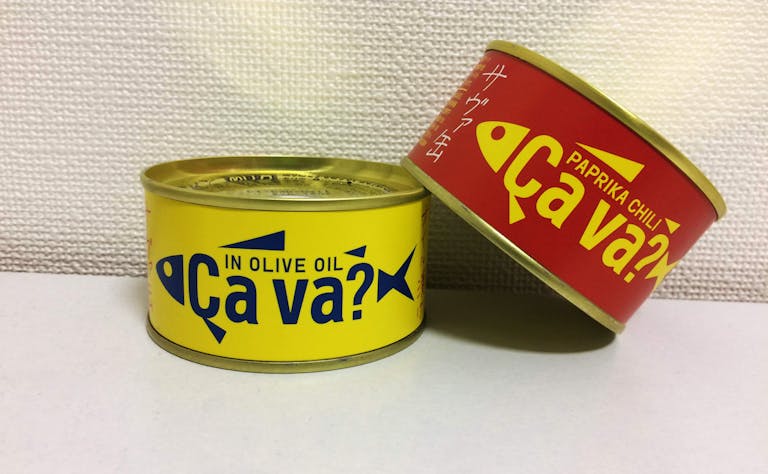 IN OLIVE OIL
Ça va?
サヴァ缶
PAPRIKA CHILI
Ça va?